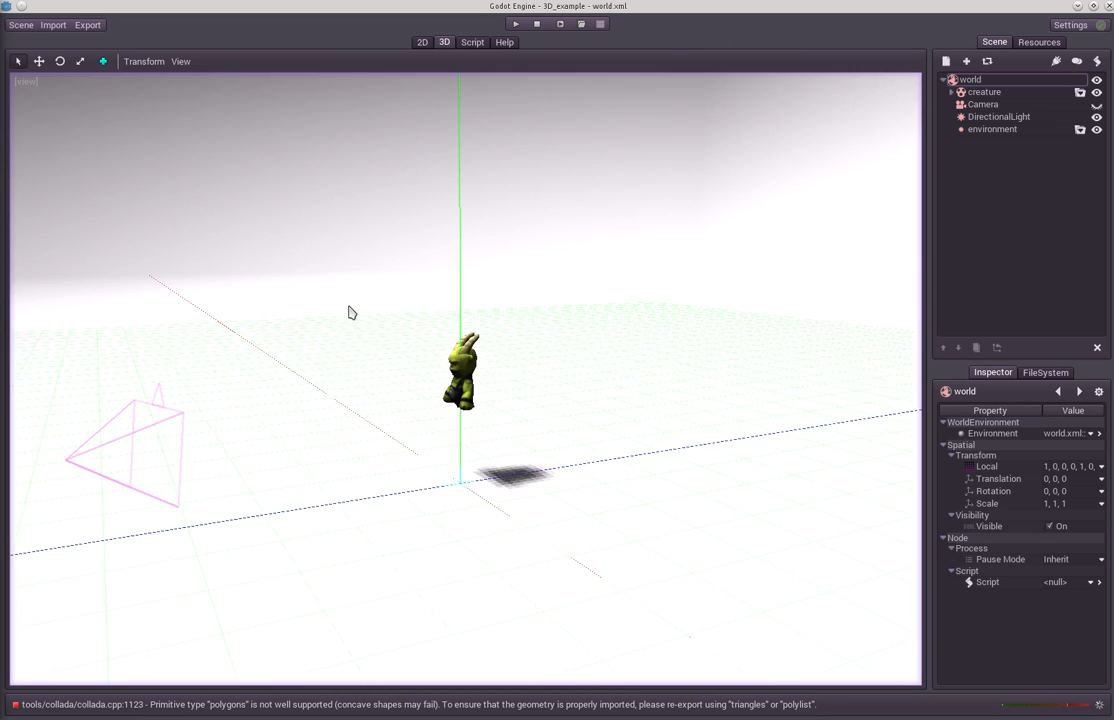 Godot Engine - 3D_example - world.xml
Scene Import Export
Settings
2D 3D Script Help
Scene Resources
Transform View
[view]
world
creature
Camera
DirectionalLight
environment
Inspector FileSystem
world
Property Value
WorldEnvironment
Environment world.xml::
Spatial
Transform
Local 1, 0, 0, 0, 1, 0,
Translation 0, 0, 0
Rotation 0, 0, 0
Scale 1, 1, 1
Visibility
Visible On
Node
Process
Pause Mode Inherit
Script
Script <null>
tools/collada/collada.cpp:1123 - Primitive type "polygons" is not well supported (concave shapes may fail). To ensure that the geometry is properly imported, please re-export using "triangles" or "polylist".